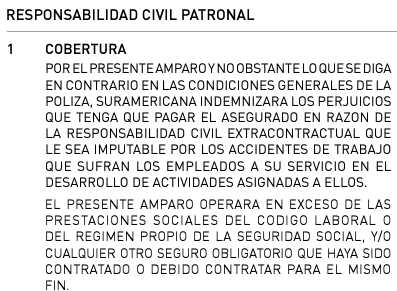 RESPONSABILIDAD CIVIL PATRONAL
1 COBERTURA
POR EL PRESENTE AMPARO Y NO OBSTANTE LO QUE SE DIGA
EN CONTRARIO EN LAS CONDICIONES GENERALES DE LA
POLIZA, SURAMERICANA INDEMNIZARA LOS PERJUICIOS
QUE TENGA QUE PAGAR EL ASEGURADO EN RAZON DE
LA RESPONSABILIDAD CIVIL EXTRACONTRACTUAL QUE
LE SEA IMPUTABLE POR LOS ACCIDENTES DE TRABAJO
QUE SUFRAN LOS EMPLEADOS A SU SERVICIO EN EL
DESARROLLO DE ACTIVIDADES ASIGNADAS A ELLOS.
EL PRESENTE AMPARO OPERARA EN EXCESO DE LAS
PRESTACIONES SOCIALES DEL CODIGO LABORAL O
DEL REGIMEN PROPIO DE LA SEGURIDAD SOCIAL, Y/O
CUALQUIER OTRO SEGURO OBLIGATORIO QUE HAYA SIDO
CONTRATADO O DEBIDO CONTRATAR PARA EL MISMO
FIN.